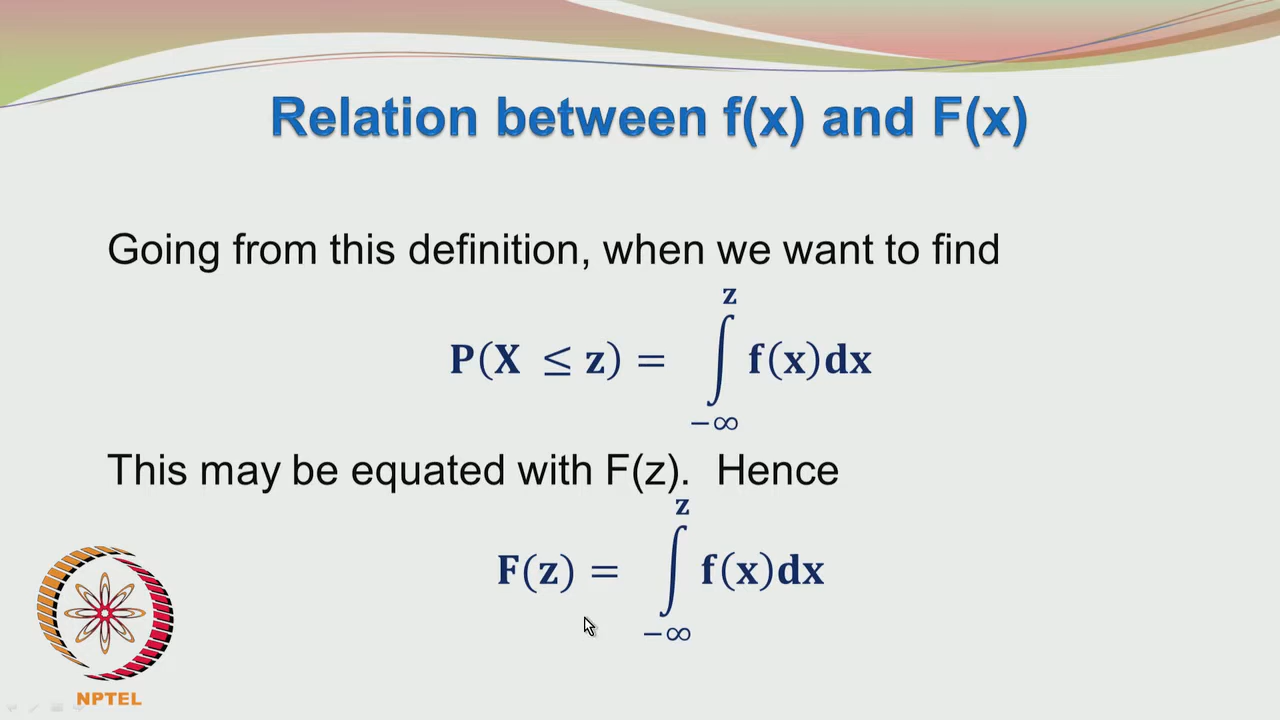 Relation between f(x) and F(x)
Going from this definition, when we want to find
P(X ≤ z) = ∫_{-∞}^{z} f(x)dx
This may be equated with F(z). Hence
F(z) = ∫_{-∞}^{z} f(x)dx
NPTEL